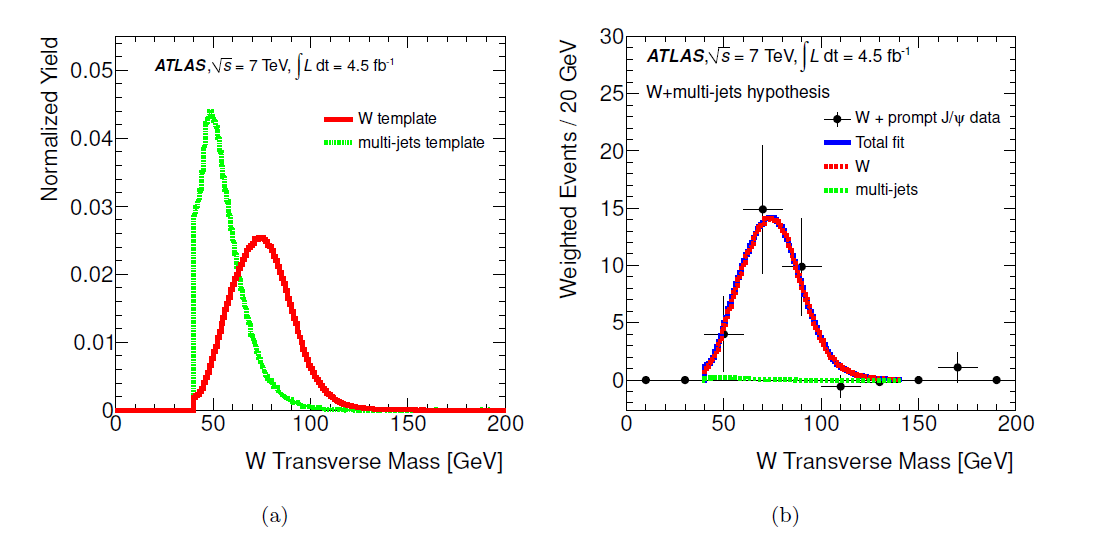 Normalized Yield
0.05
0.04
0.03
0.02
0.01
0
ATLAS,√s = 7 TeV, ∫L dt = 4.5 fb⁻¹
W template
multi-jets template
0 50 100 150 200
W Transverse Mass [GeV]
(a)
Weighted Events / 20 GeV
30
25
20
15
10
5
0
ATLAS,√s = 7 TeV, ∫L dt = 4.5 fb⁻¹
W+multi-jets hypothesis
W + prompt J/ψ data
Total fit
W
multi-jets
0 50 100 150 200
W Transverse Mass [GeV]
(b)